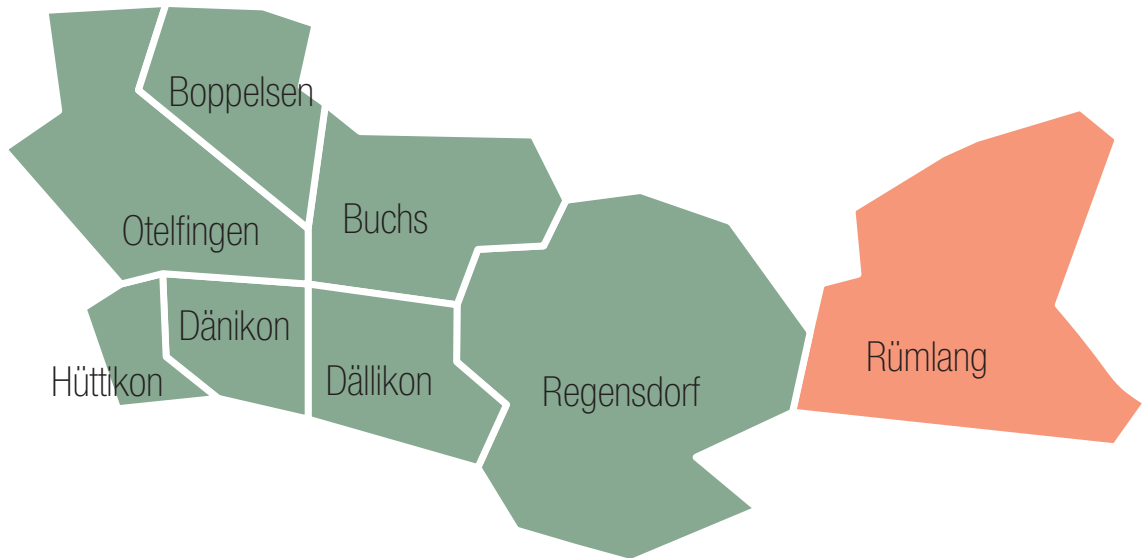 Boppelsen
Otelfingen
Buchs
Dänikon
Hüttikon
Dällikon
Regensdorf
Rümlang